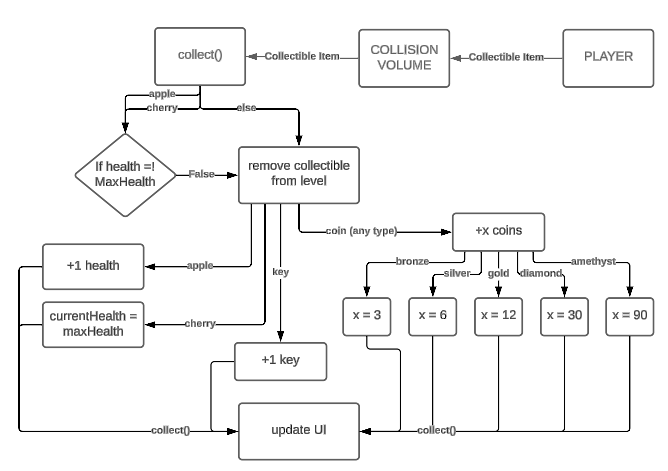 collect()
Collectible Item
COLLISION
VOLUME
Collectible Item
PLAYER
apple
cherry
else
If health =!
MaxHealth
False
remove collectible
from level
coin (any type)
+x coins
bronze
silver
gold
diamond
amethyst
+1 health
apple
key
currentHealth =
maxHealth
cherry
x = 3
x = 6
x = 12
x = 30
x = 90
+1 key
collect()
update UI
collect()